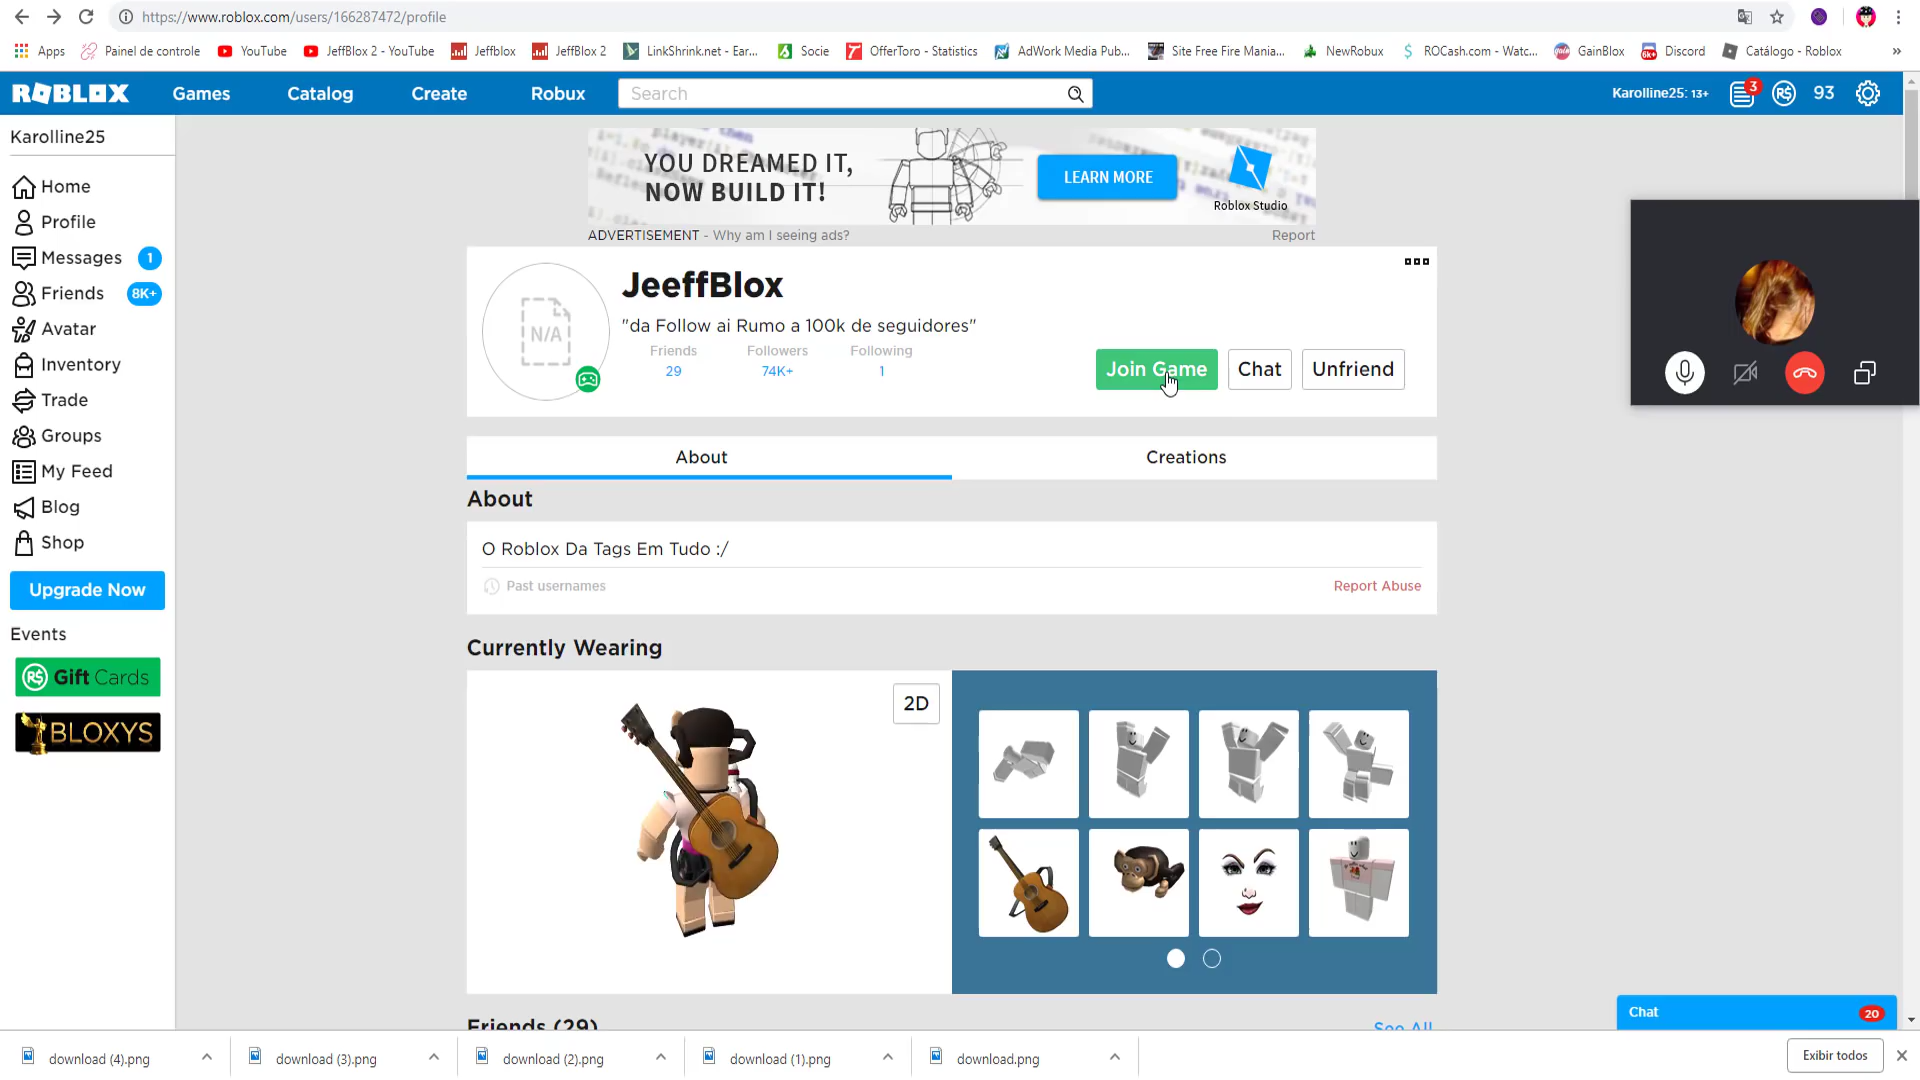 https://www.roblox.com/users/166287472/profile
Apps
Painel de controle
YouTube
JeffBlox 2 - YouTube
Jeffblox
JeffBlox 2
LinkShrink.net - Ear...
Socie
OfferToro - Statistics
AdWork Media Pub...
Site Free Fire Mania...
NewRobux
ROCash.com - Watc...
GainBlox
Discord
Catálogo - Roblox
»
ROBLOX
Games
Catalog
Create
Robux
Search
Karolline25: 13+
3
93
Karolline25
Home
Profile
Messages 1
Friends 8K+
Avatar
Inventory
Trade
Groups
My Feed
Blog
Shop
Upgrade Now
Events
R$ Gift Cards
BLOXYS
YOU DREAMED IT,
NOW BUILD IT!
LEARN MORE
Roblox Studio
ADVERTISEMENT - Why am I seeing ads?
Report
N/A
JeeffBlox
"da Follow ai Rumo a 100k de seguidores"
Friends Followers Following
29 74K+ 1
Join Game
Chat
Unfriend
About
Creations
About
O Roblox Da Tags Em Tudo :/
Past usernames
Report Abuse
Currently Wearing
2D
Friends (29)
See All
Chat
20
download (4).png
download (3).png
download (2).png
download (1).png
download.png
Exibir todos